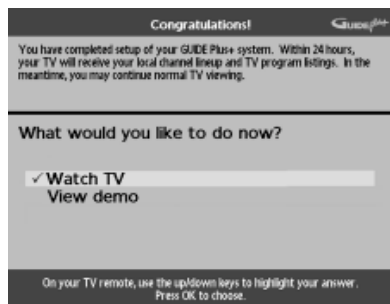 Congratulations!
GUIDE Plus+
You have completed setup of your GUIDE Plus+ system. Within 24 hours,
your TV will receive your local channel lineup and TV program listings. In the
meantime, you may continue normal TV viewing.
What would you like to do now?
✓ Watch TV
View demo
On your TV remote, use the up/down keys to highlight your answer.
Press OK to choose.